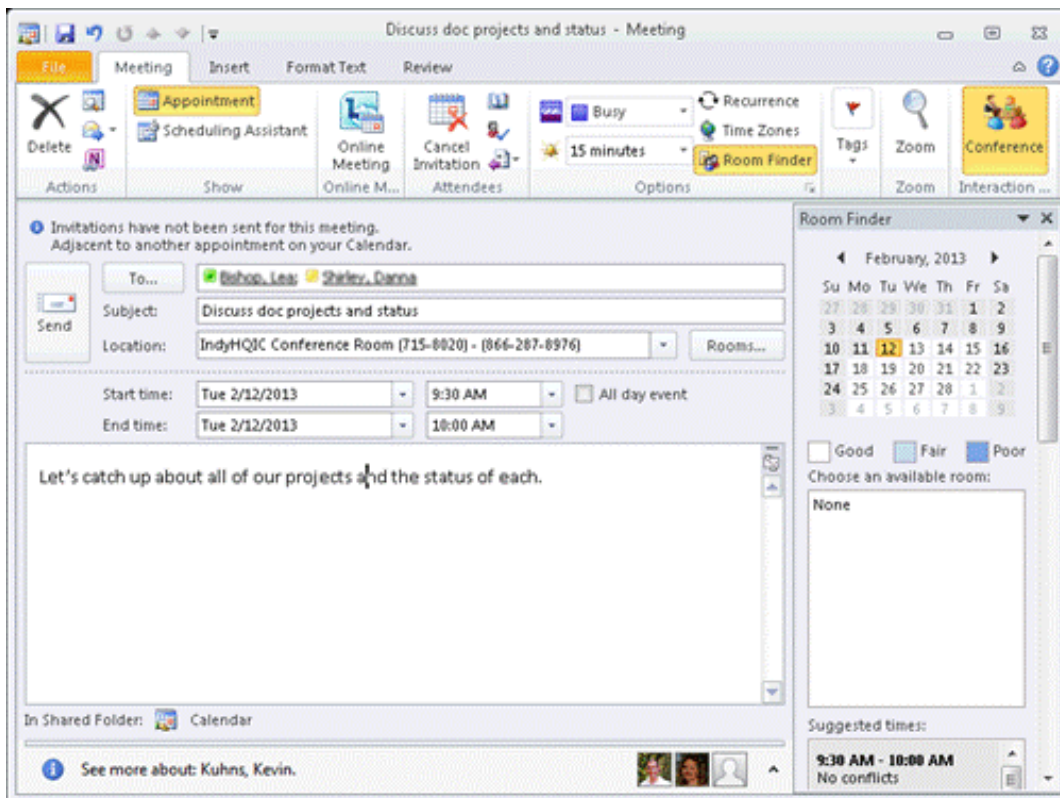 Discuss doc projects and status - Meeting
File Meeting Insert Format Text Review
Delete
Actions
Appointment
Scheduling Assistant
Show
Online Meeting
Online M...
Cancel Invitation
Attendees
Busy
15 minutes
Recurrence
Time Zones
Room Finder
Options
Tags
Zoom
Zoom
Conference
Interaction ...
Invitations have not been sent for this meeting.
Adjacent to another appointment on your Calendar.
Send
To... Bishop, Lea; Shirley, Danna
Subject: Discuss doc projects and status
Location: IndyHQIC Conference Room (715-8020) - (866-287-8976) Rooms...
Start time: Tue 2/12/2013 9:30 AM All day event
End time: Tue 2/12/2013 10:00 AM
Let's catch up about all of our projects and the status of each.
In Shared Folder: Calendar
See more about: Kuhns, Kevin.
Room Finder
February, 2013
Su Mo Tu We Th Fr Sa
27 28 29 30 31 1 2
3 4 5 6 7 8 9
10 11 12 13 14 15 16
17 18 19 20 21 22 23
24 25 26 27 28 1 2
3 4 5 6 7 8 9
Good Fair Poor
Choose an available room:
None
Suggested times:
9:30 AM - 10:00 AM
No conflicts